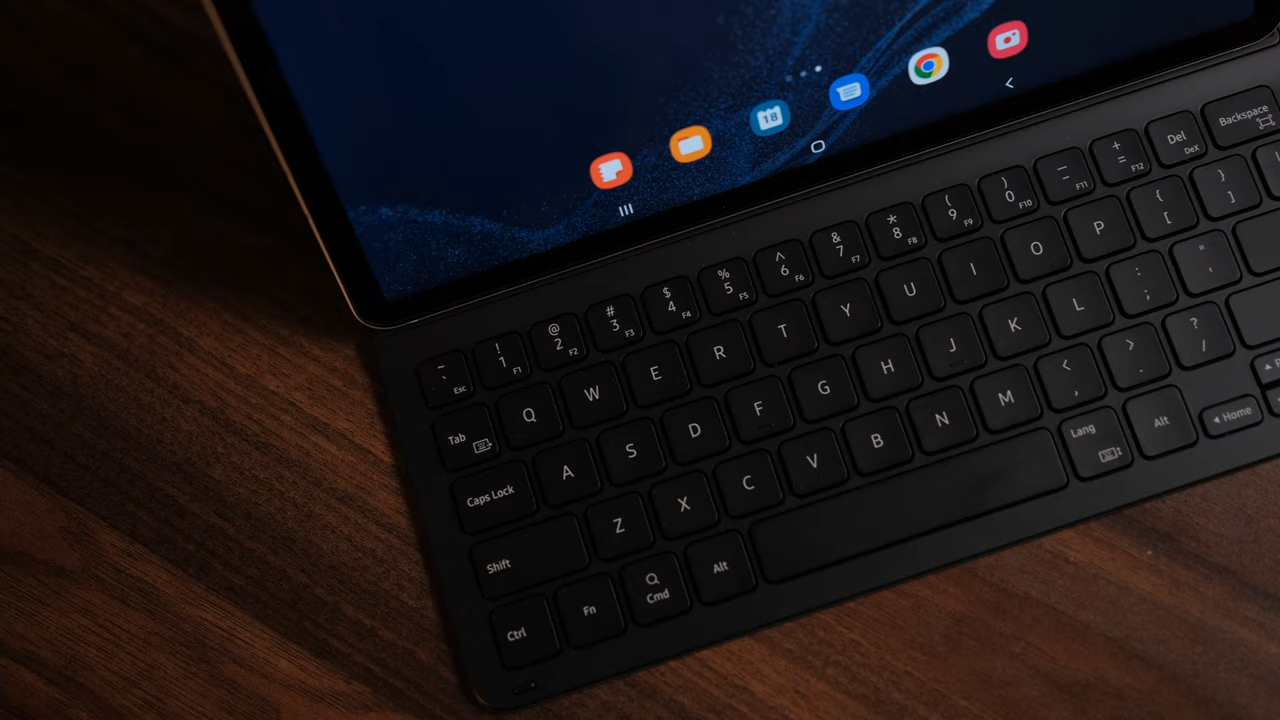 18
~ ` Esc
! 1 F1
@ 2 F2
# 3 F3
$ 4 F4
% 5 F5
^ 6 F6
& 7 F7
* 8 F8
( 9 F9
) 0 F10
_ - F11
+ = F12
Del DeX
Backspace
Tab
Q
W
E
R
T
Y
U
I
O
P
{ [
} ]
Caps Lock
A
S
D
F
G
H
J
K
L
: ;
" '
Shift
Z
X
C
V
B
N
M
< ,
> .
? /
Ctrl
Fn
Cmd
Alt
Lang
Alt
Home